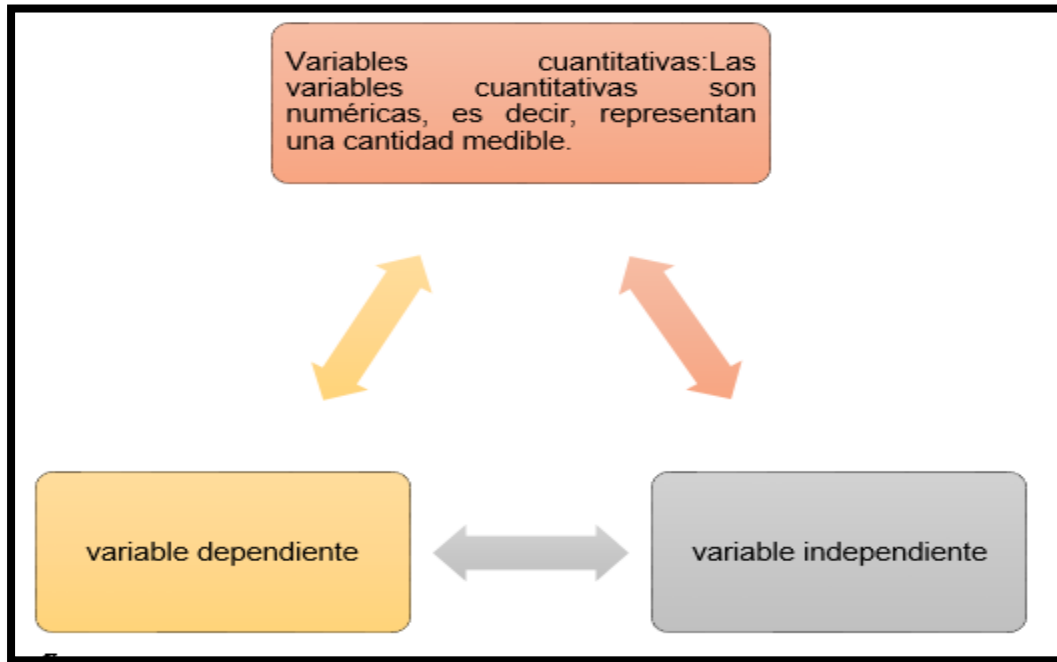 Variables cuantitativas:Las
variables cuantitativas son
numéricas, es decir, representan
una cantidad medible.
variable dependiente
variable independiente